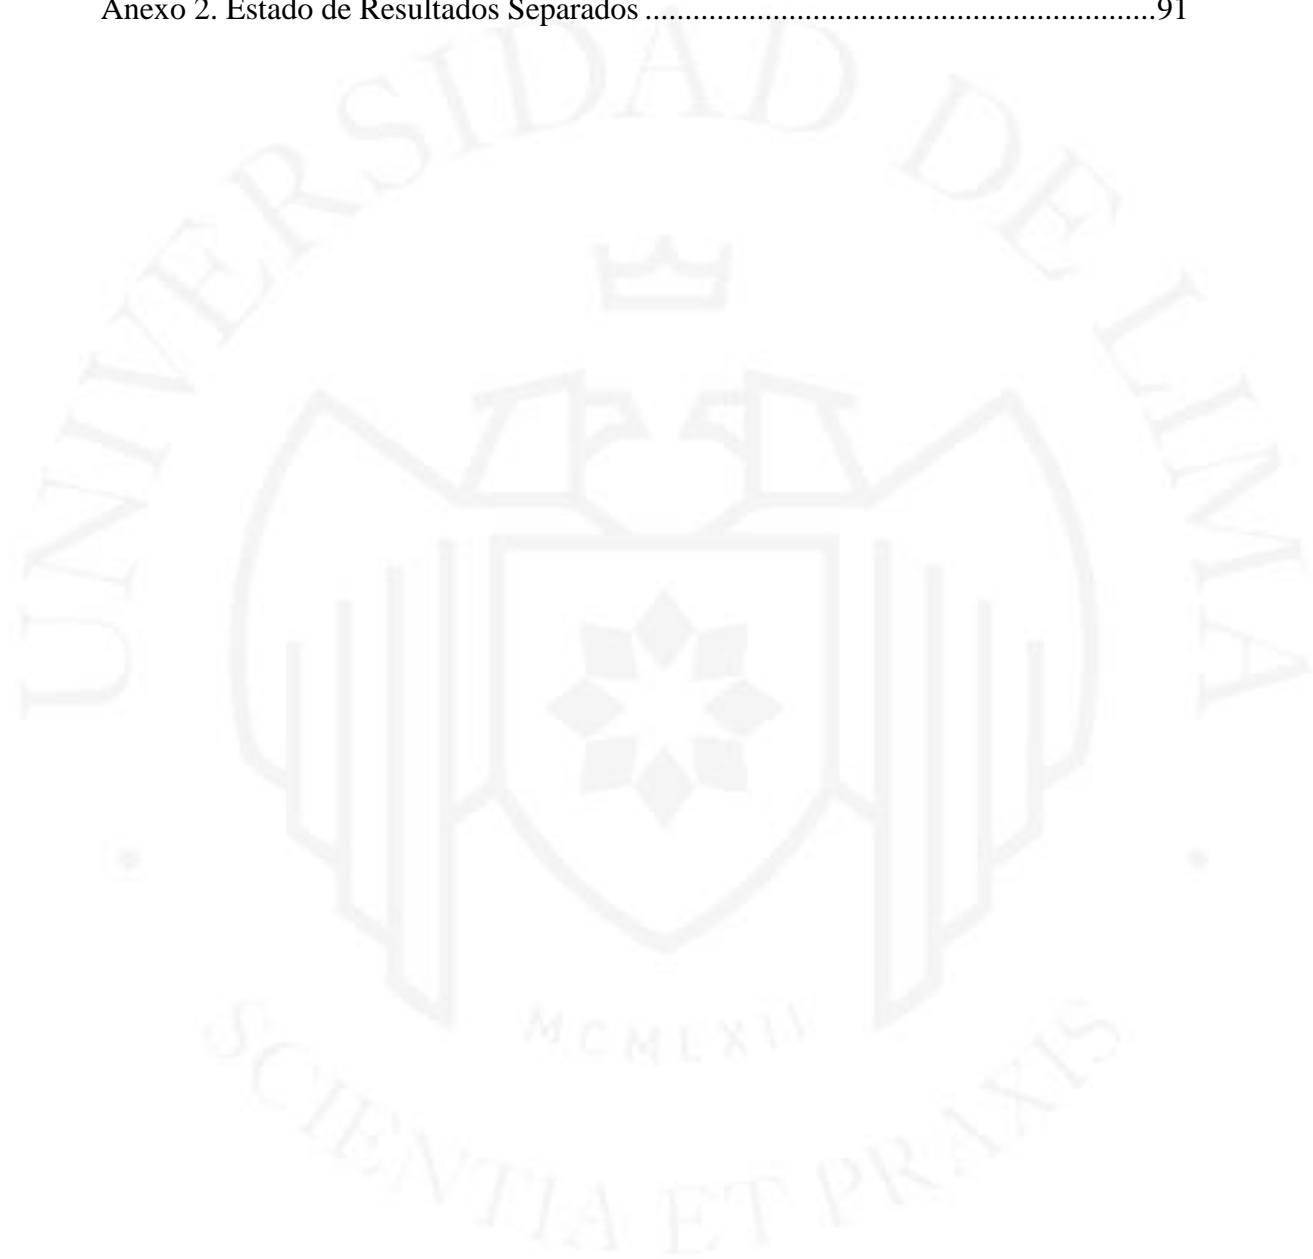 Anexo 2. Estado de Resultados Separados ................................................................91
UNIVERSIDAD DE LIMA
MCMLXII
SCIENTIA ET PRAXIS